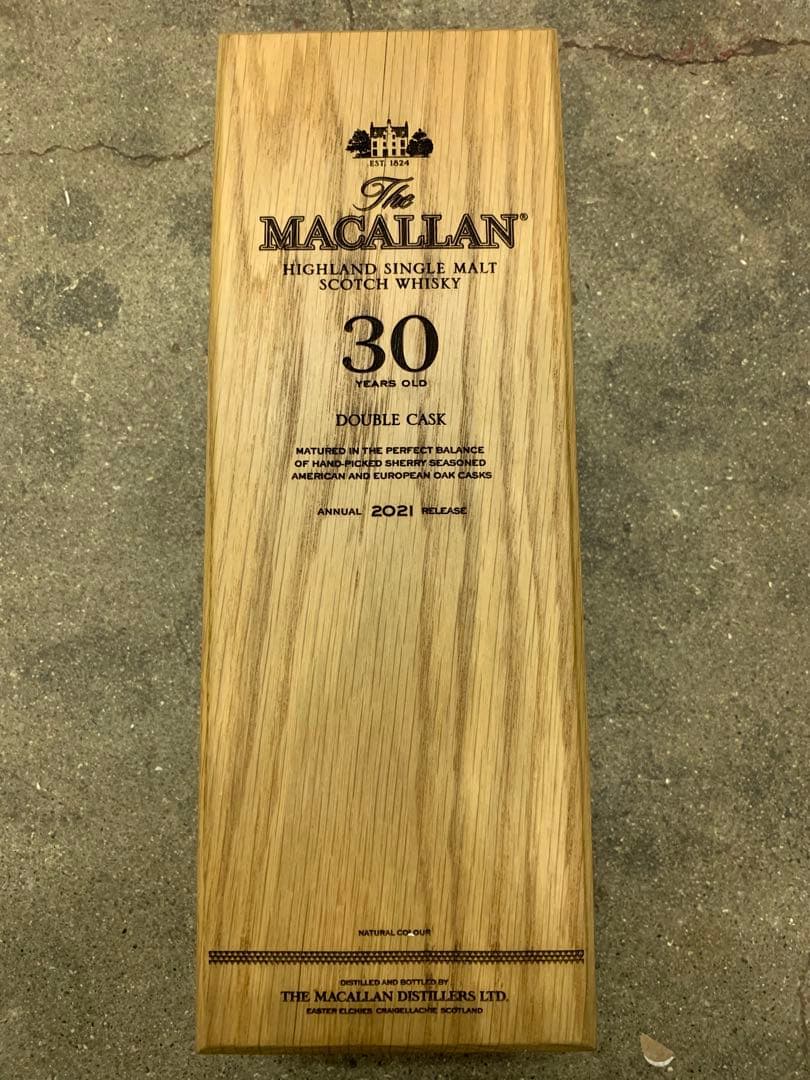 EST. 1824
The
MACALLAN®
HIGHLAND SINGLE MALT
SCOTCH WHISKY
30
YEARS OLD
DOUBLE CASK
MATURED IN THE PERFECT BALANCE
OF HAND-PICKED SHERRY SEASONED
AMERICAN AND EUROPEAN OAK CASKS
ANNUAL 2021 RELEASE
NATURAL COLOUR
DISTILLED AND BOTTLED BY
THE MACALLAN DISTILLERS LTD.
EASTER ELCHIES CRAIGELLACHIE SCOTLAND